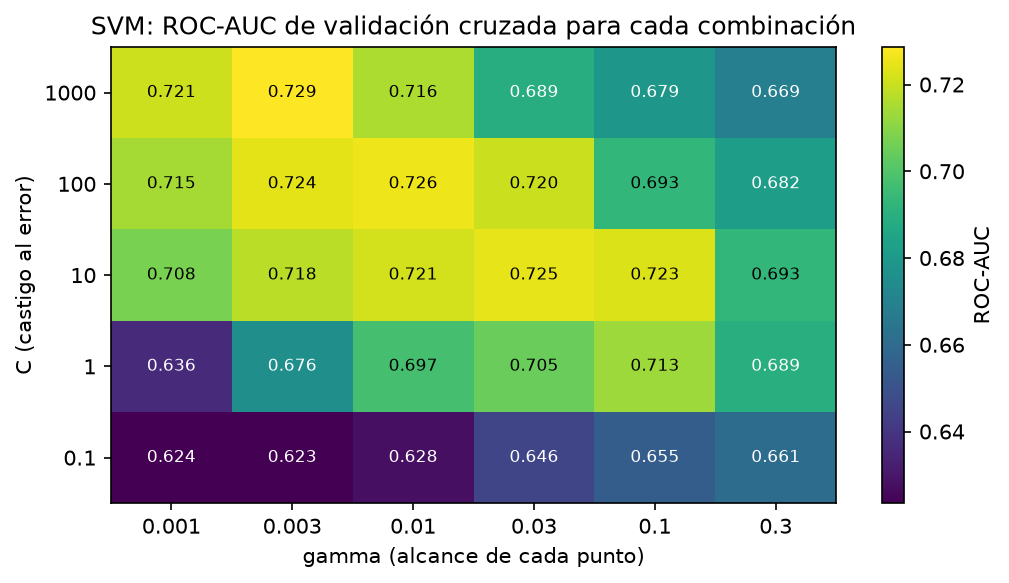 SVM: ROC-AUC de validación cruzada para cada combinación
1000 0.721 0.729 0.716 0.689 0.679 0.669
100 0.715 0.724 0.726 0.720 0.693 0.682
10 0.708 0.718 0.721 0.725 0.723 0.693
1 0.636 0.676 0.697 0.705 0.713 0.689
0.1 0.624 0.623 0.628 0.646 0.655 0.661
0.001 0.003 0.01 0.03 0.1 0.3
gamma (alcance de cada punto)
C (castigo al error)
0.72
0.70
0.68
0.66
0.64
ROC-AUC